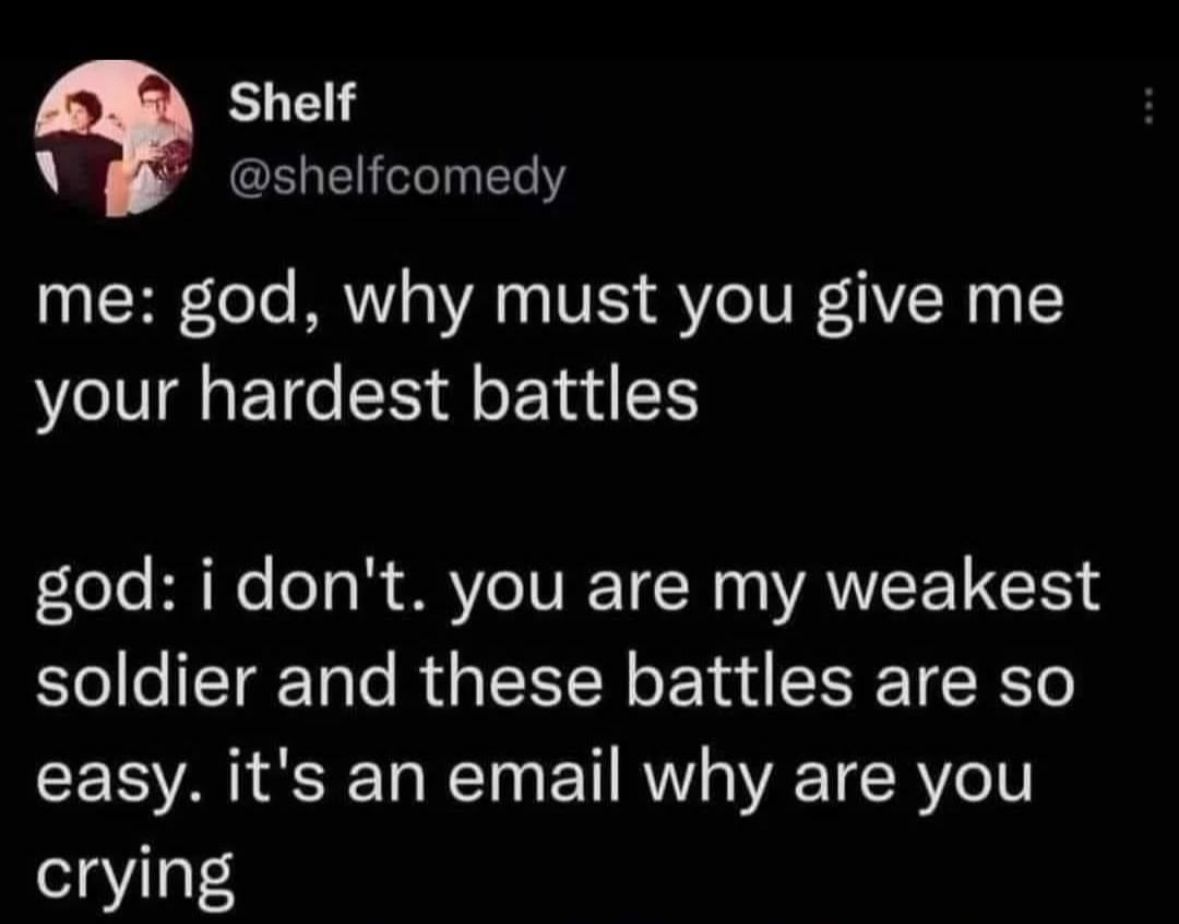 Shelf
@shelfcomedy
me: god, why must you give me
your hardest battles
god: i don't. you are my weakest
soldier and these battles are so
easy. it's an email why are you
crying